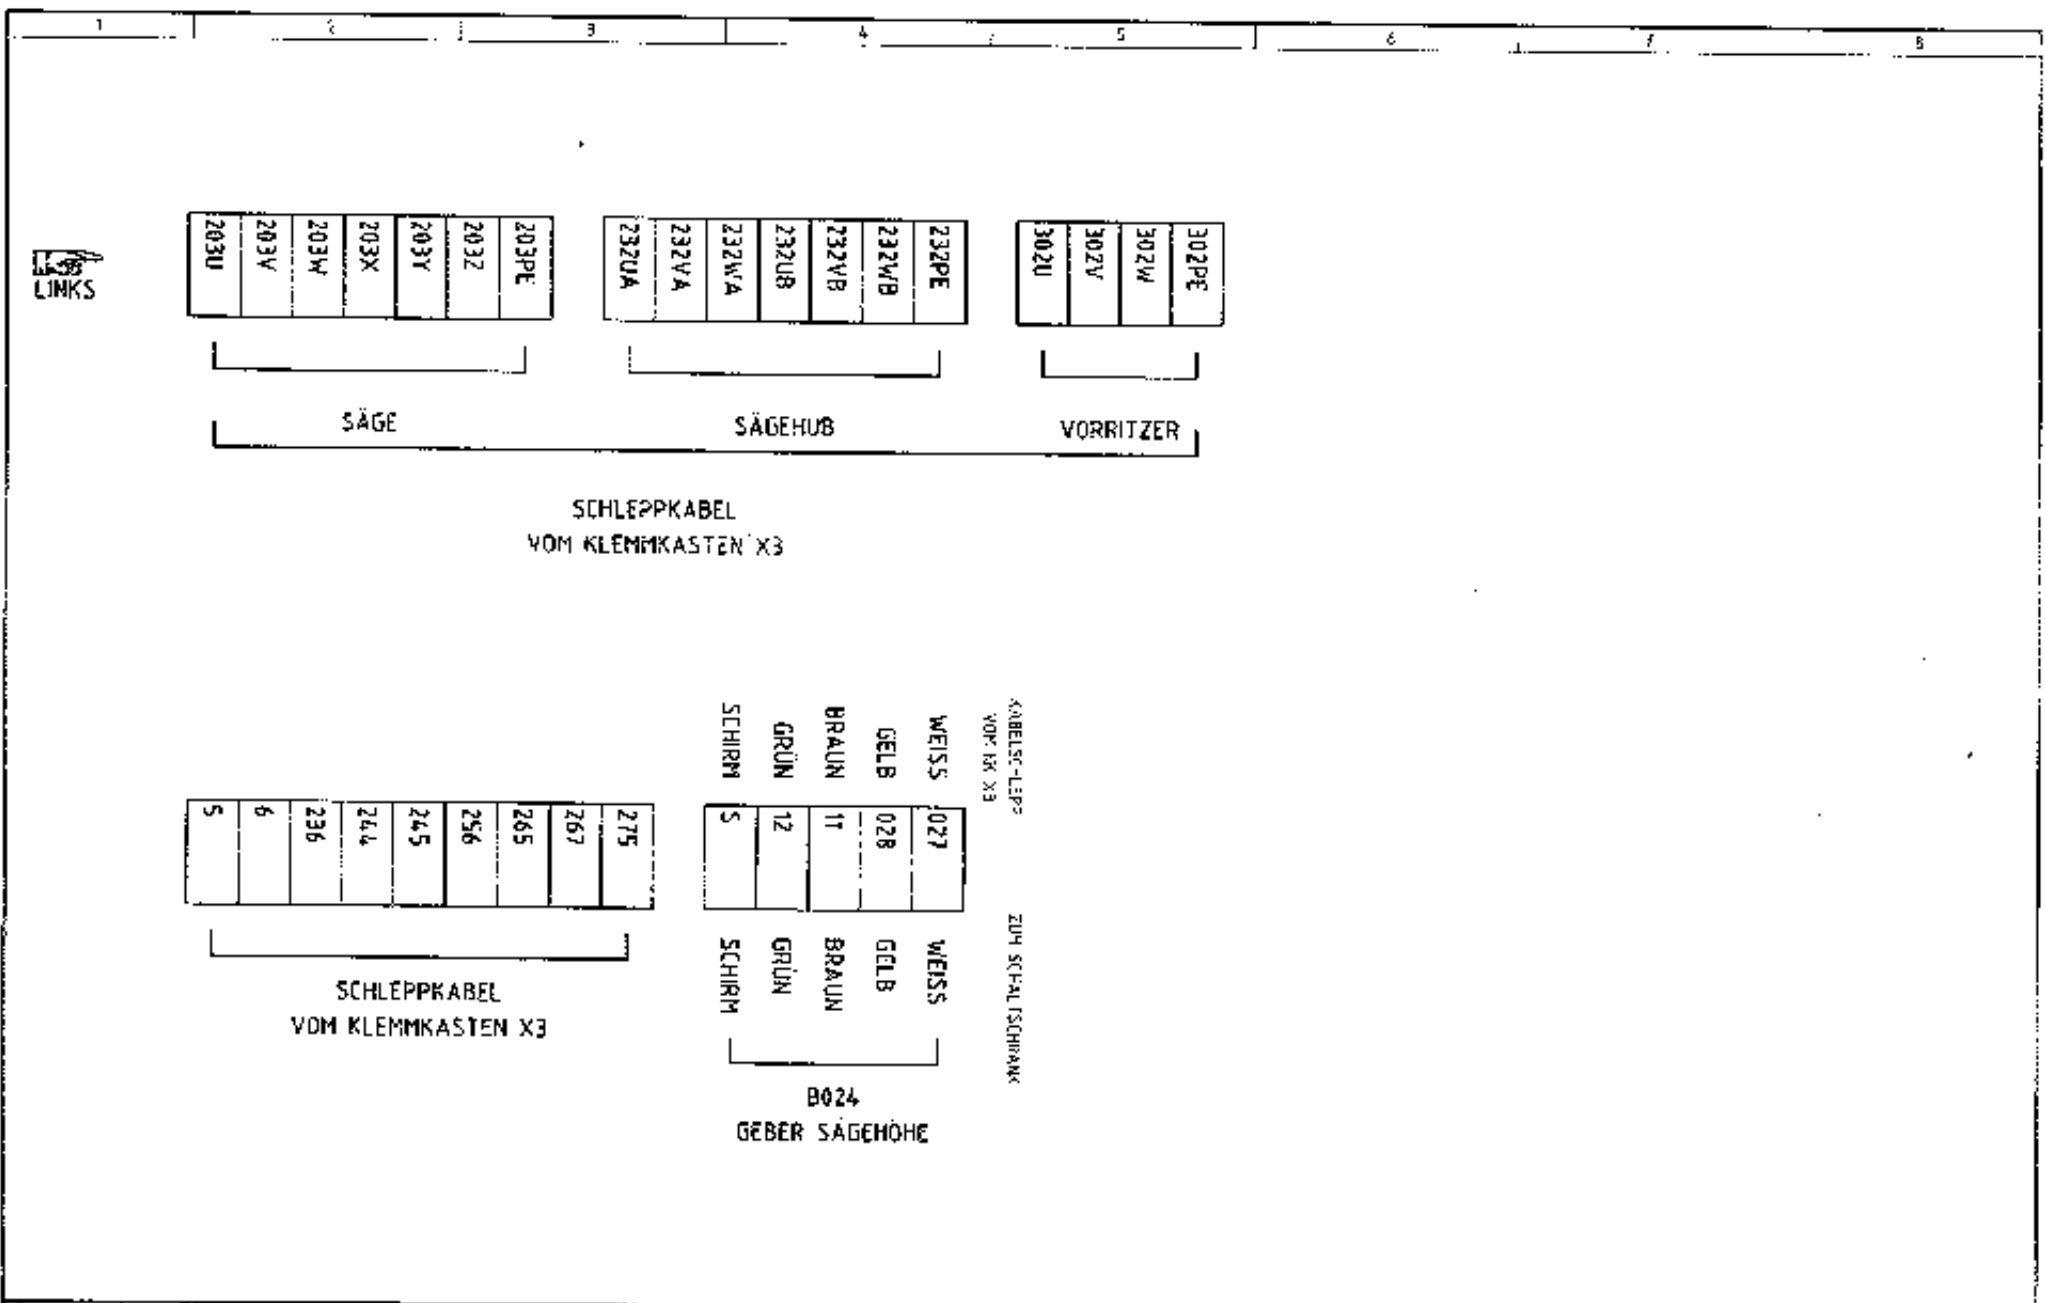 1 2 3 4 5 6 7 8
LINKS
203U 203V 203W 203X 203Y 203Z 203PE
232UA 232VA 232WA 232UB 232VB 232WB 232PE
302U 302V 302W 302PE
SÄGE
SÄGEHUB
VORRITZER
SCHLEPPKABEL
VOM KLEMMKASTEN X3
5 6 236 244 245 256 265 267 275
SCHLEPPKABEL
VOM KLEMMKASTEN X3
SCHIRM GRÜN BRAUN GELB WEISS
S 12 11 028 027
SCHIRM GRÜN BRAUN GELB WEISS
VOM X3
ZUM SCHALTSCHRANK
B024
GEBER SÄGEHÖHE